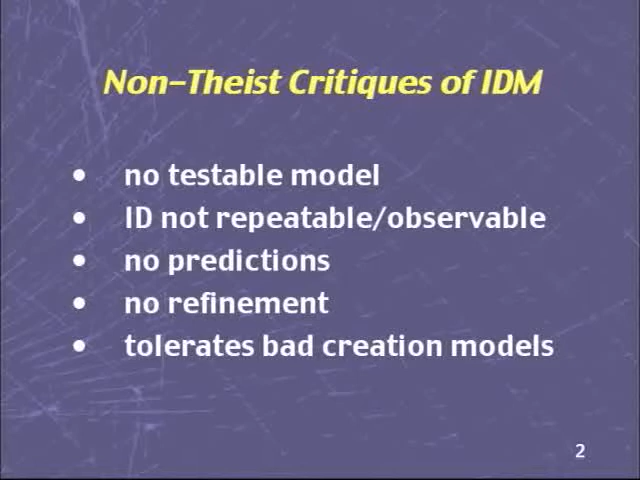 Non-Theist Critiques of IDM
• no testable model
• ID not repeatable/observable
• no predictions
• no refinement
• tolerates bad creation models
2